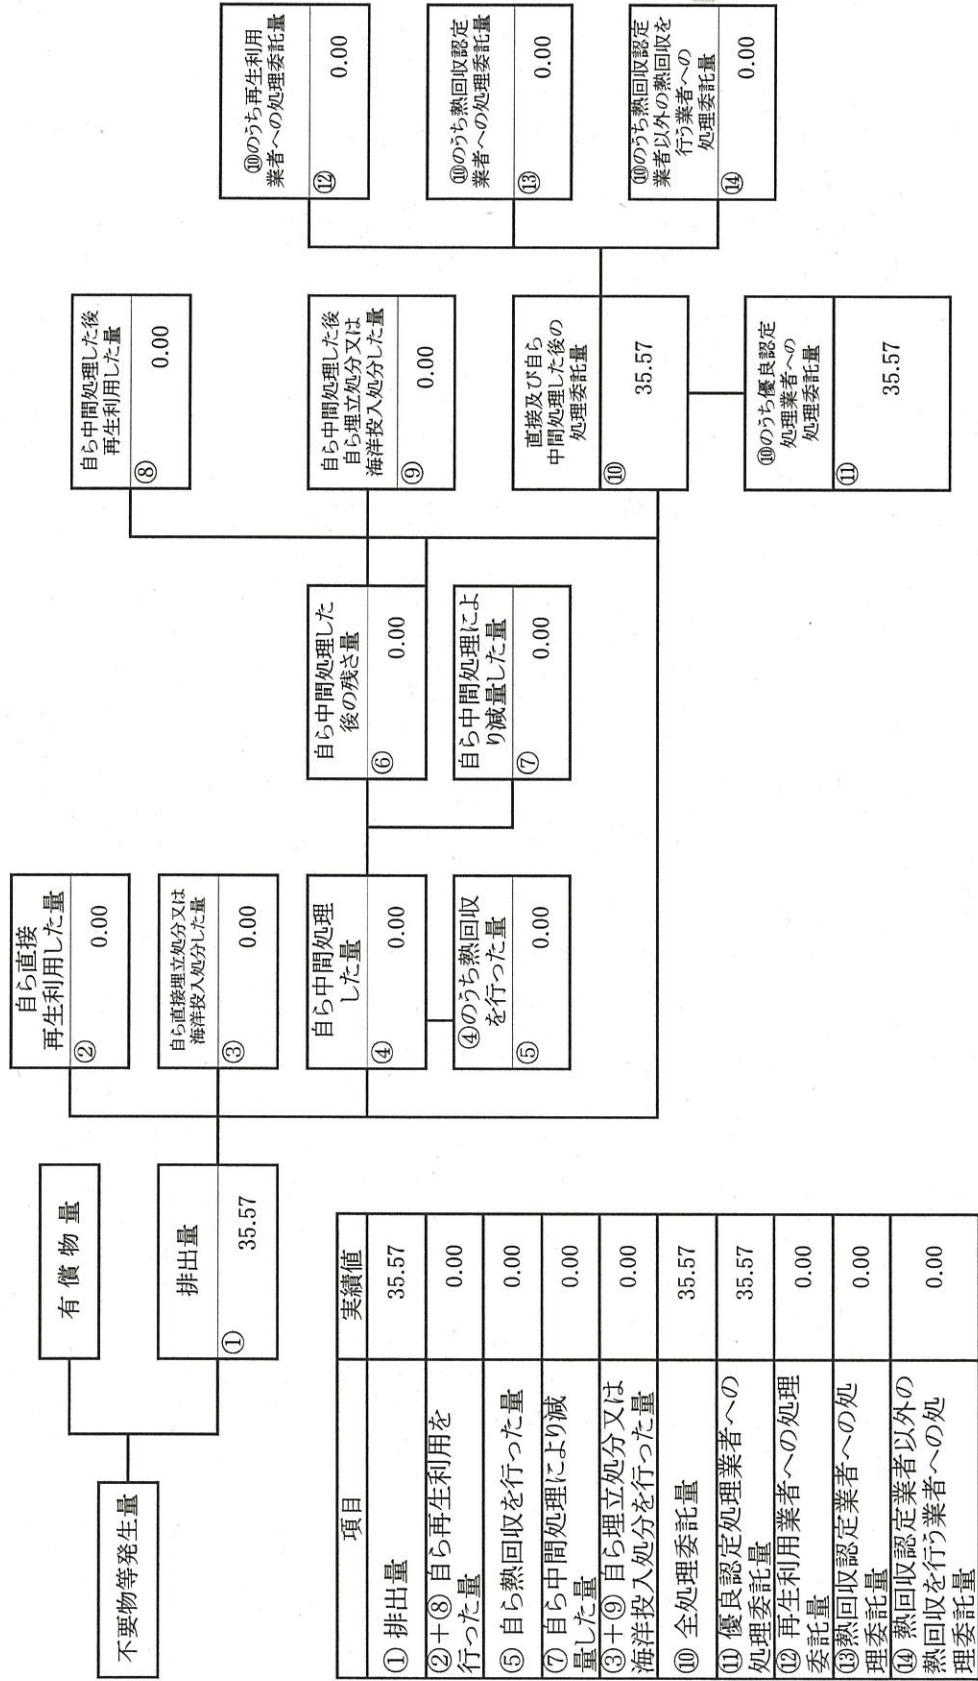 不要物等発生量
有償物量
排出量
① 35.57
自ら直接
再生利用した量
② 0.00
自ら直接埋立処分又は
海洋投入処分した量
③ 0.00
自ら中間処理
した量
④ 0.00
④のうち熱回収
を行った量
⑤ 0.00
自ら中間処理した
後の残さ量
⑥ 0.00
自ら中間処理によ
り減量した量
⑦ 0.00
自ら中間処理した後
再生利用した量
⑧ 0.00
自ら中間処理した後
自ら埋立処分又は
海洋投入処分した量
⑨ 0.00
直接及び自ら
中間処理した後の
処理委託量
⑩ 35.57
⑩のうち優良認定
処理業者への
処理委託量
⑪ 35.57
⑩のうち再生利用
業者への処理委託量
⑫ 0.00
⑩のうち熱回収認定
業者への処理委託量
⑬ 0.00
⑩のうち熱回収認定
業者以外の熱回収を
行う業者への
処理委託量
⑭ 0.00
項目 実績値
① 排出量 35.57
②+⑧ 自ら再生利用を
行った量 0.00
⑤ 自ら熱回収を行った量 0.00
⑦ 自ら中間処理により減
量した量 0.00
③+⑨ 自ら埋立処分又は
海洋投入処分を行った量 0.00
⑩ 全処理委託量 35.57
⑪ 優良認定処理業者への
処理委託量 35.57
⑫ 再生利用業者への処理
委託量 0.00
⑬熱回収認定業者への処
理委託量 0.00
⑭ 熱回収認定業者以外の
熱回収を行う業者への処
理委託量 0.00